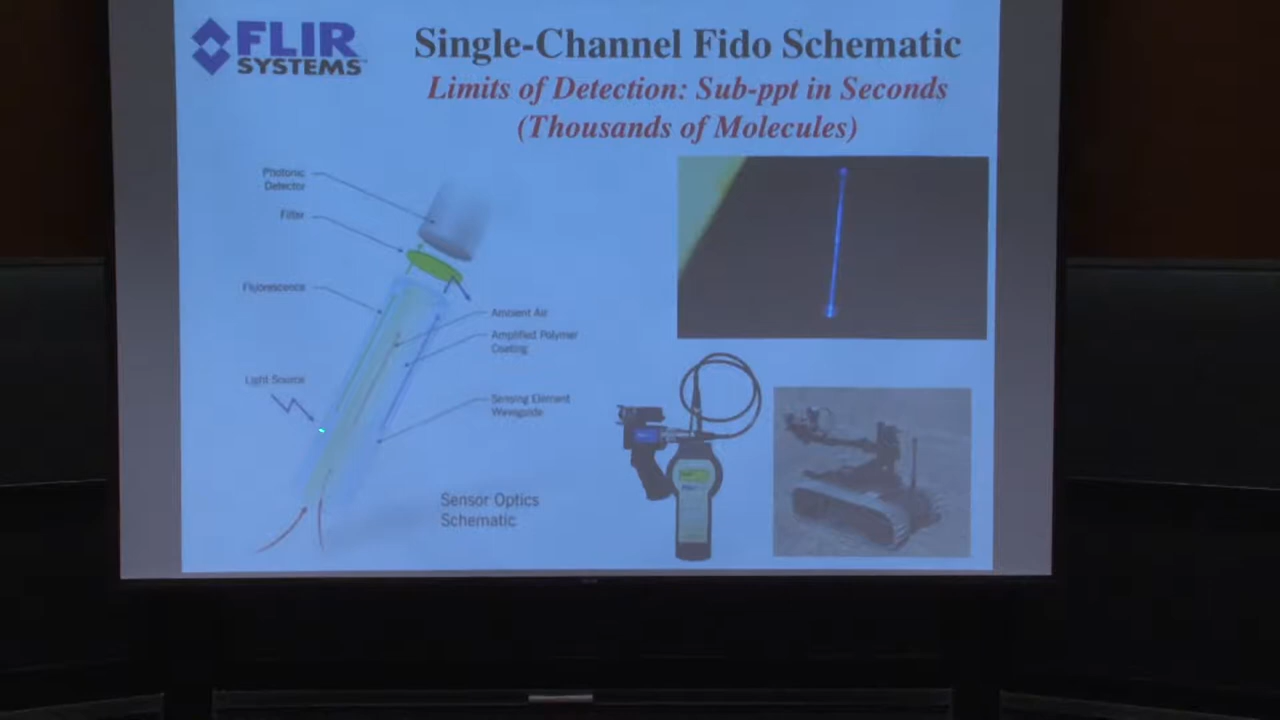 FLIR
SYSTEMS
Single-Channel Fido Schematic
Limits of Detection: Sub-ppt in Seconds
(Thousands of Molecules)
Photonic
Detector
Filter
Fluorescence
Ambient Air
Amplified Polymer
Coating
Light Source
Sensing Element
Waveguide
Sensor Optics
Schematic